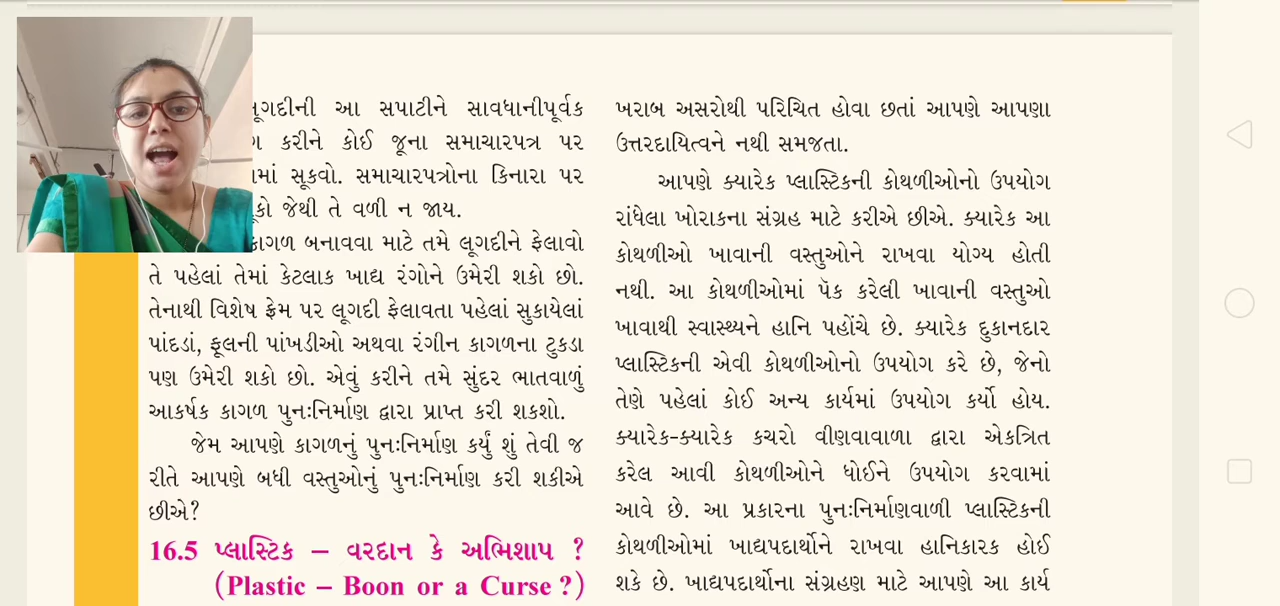 આ સપાટીને સાવધાનીપૂર્વક
કરીને કોઈ જૂના સમાચારપત્ર પર
સૂકવો. સમાચારપત્રોના કિનારા પર
જેથી તે વળી ન જાય.
કાગળ બનાવવા માટે તમે લૂગદીને ફેલાવો
તે પહેલાં તેમાં કેટલાક ખાદ્ય રંગોને ઉમેરી શકો છો.
તેનાથી વિશેષ ફ્રેમ પર લૂગદી ફેલાવતા પહેલાં સુકાયેલાં
પાંદડાં, ફૂલની પાંખડીઓ અથવા રંગીન કાગળના ટુકડા
પણ ઉમેરી શકો છો. એવું કરીને તમે સુંદર ભાતવાળું
આકર્ષક કાગળ પુનઃનિર્માણ દ્વારા પ્રાપ્ત કરી શકશો.
જેમ આપણે કાગળનું પુનઃનિર્માણ કર્યું શું તેવી જ
રીતે આપણે બધી વસ્તુઓનું પુનઃનિર્માણ કરી શકીએ
છીએ?
16.5 પ્લાસ્ટિક – વરદાન કે અભિશાપ ?
(Plastic – Boon or a Curse ?)
ખરાબ અસરોથી પરિચિત હોવા છતાં આપણે આપણા
ઉત્તરદાયિત્વને નથી સમજતા.
આપણે ક્યારેક પ્લાસ્ટિકની કોથળીઓનો ઉપયોગ
રાંધેલા ખોરાકના સંગ્રહ માટે કરીએ છીએ. ક્યારેક આ
કોથળીઓ ખાવાની વસ્તુઓને રાખવા યોગ્ય હોતી
નથી. આ કોથળીઓમાં પૅક કરેલી ખાવાની વસ્તુઓ
ખાવાથી સ્વાસ્થ્યને હાનિ પહોંચે છે. ક્યારેક દુકાનદાર
પ્લાસ્ટિકની એવી કોથળીઓનો ઉપયોગ કરે છે, જેનો
તેણે પહેલાં કોઈ અન્ય કાર્યમાં ઉપયોગ કર્યો હોય.
ક્યારેક-ક્યારેક કચરો વીણવાવાળા દ્વારા એકત્રિત
કરેલ આવી કોથળીઓને ધોઈને ઉપયોગ કરવામાં
આવે છે. આ પ્રકારના પુનઃનિર્માણવાળી પ્લાસ્ટિકની
કોથળીઓમાં ખાદ્યપદાર્થોને રાખવા હાનિકારક હોઈ
શકે છે. ખાદ્યપદાર્થોના સંગ્રહણ માટે આપણે આ કાર્ય